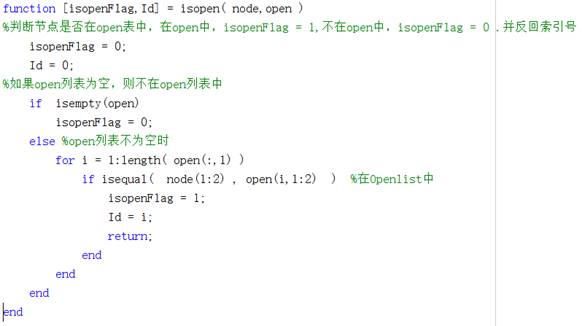 function [isopenFlag,Id] = isopen( node,open )
%判断节点是否在open表中，在open中，isopenFlag = 1,不在open中，isopenFlag = 0 .并反回索引号
    isopenFlag = 0;
    Id = 0;
%如果open列表为空，则不在open列表中
    if  isempty(open)
        isopenFlag = 0;
    else %open列表不为空时
        for i = 1:length( open(:,1) )
            if isequal(  node(1:2) , open(i,1:2)  )  %在Openlist中
                isopenFlag = 1;
                Id = i;
                return;
            end
        end
    end
end